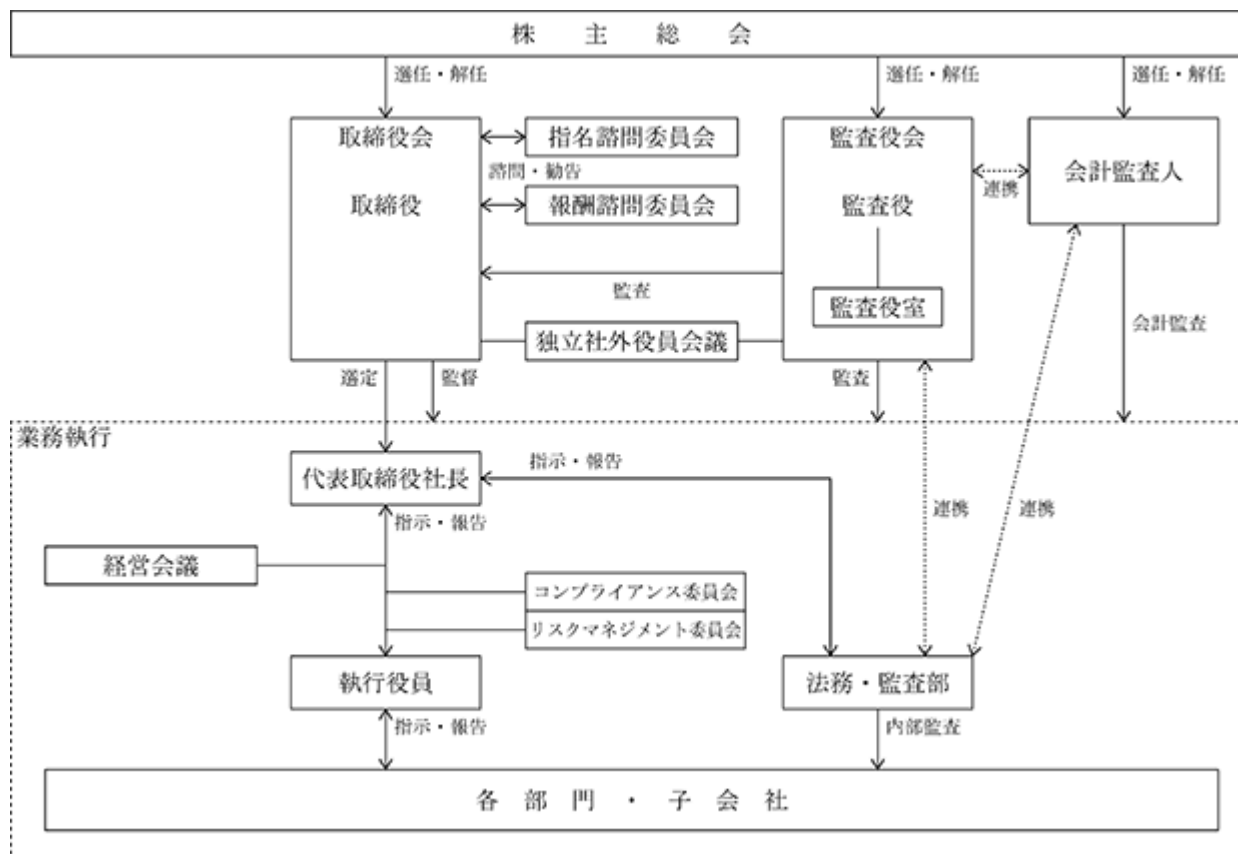 株主総会
選任・解任
選任・解任
選任・解任
取締役会
指名諮問委員会
監査役会
会計監査人
諮問・勧告
連携
取締役
報酬諮問委員会
監査役
監査
監査役室
会計監査
独立社外役員会議
選定
監督
監査
業務執行
代表取締役社長
指示・報告
指示・報告
連携
連携
経営会議
コンプライアンス委員会
リスクマネジメント委員会
執行役員
法務・監査部
指示・報告
内部監査
各部門・子会社